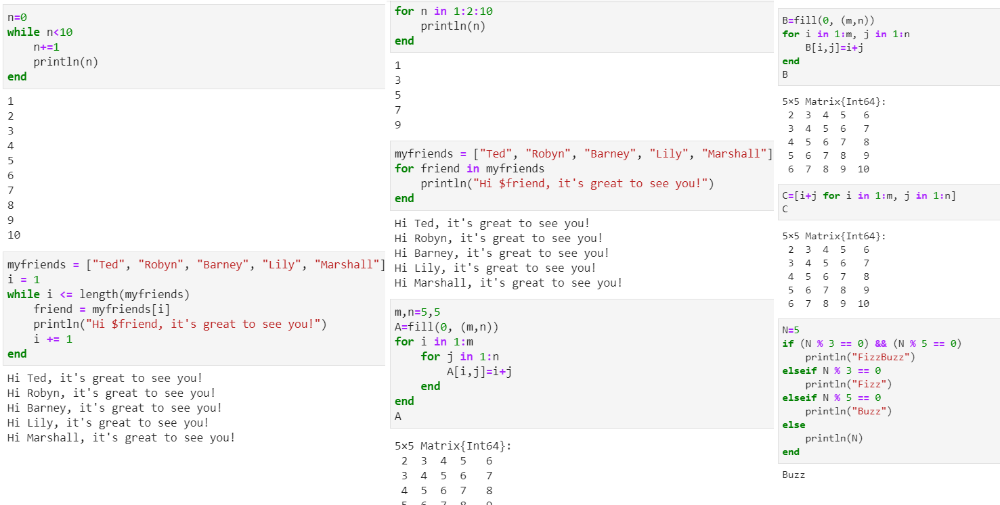 n=0
while n<10
    n+=1
    println(n)
end
1
2
3
4
5
6
7
8
9
10
myfriends = ["Ted", "Robyn", "Barney", "Lily", "Marshall"]
i = 1
while i <= length(myfriends)
    friend = myfriends[i]
    println("Hi $friend, it's great to see you!")
    i += 1
end
Hi Ted, it's great to see you!
Hi Robyn, it's great to see you!
Hi Barney, it's great to see you!
Hi Lily, it's great to see you!
Hi Marshall, it's great to see you!
for n in 1:2:10
    println(n)
end
1
3
5
7
9
myfriends = ["Ted", "Robyn", "Barney", "Lily", "Marshall"]
for friend in myfriends
    println("Hi $friend, it's great to see you!")
end
Hi Ted, it's great to see you!
Hi Robyn, it's great to see you!
Hi Barney, it's great to see you!
Hi Lily, it's great to see you!
Hi Marshall, it's great to see you!
m,n=5,5
A=fill(0, (m,n))
for i in 1:m
    for j in 1:n
        A[i,j]=i+j
    end
end
A
5×5 Matrix{Int64}:
 2  3  4  5   6
 3  4  5  6   7
 4  5  6  7   8
B=fill(0, (m,n))
for i in 1:m, j in 1:n
    B[i,j]=i+j
end
B
5×5 Matrix{Int64}:
 2  3  4  5   6
 3  4  5  6   7
 4  5  6  7   8
 5  6  7  8   9
 6  7  8  9  10
C=[i+j for i in 1:m, j in 1:n]
C
5×5 Matrix{Int64}:
 2  3  4  5   6
 3  4  5  6   7
 4  5  6  7   8
 5  6  7  8   9
 6  7  8  9  10
N=5
if (N % 3 == 0) && (N % 5 == 0)
    println("FizzBuzz")
elseif N % 3 == 0
    println("Fizz")
elseif N % 5 == 0
    println("Buzz")
else
    println(N)
end
Buzz